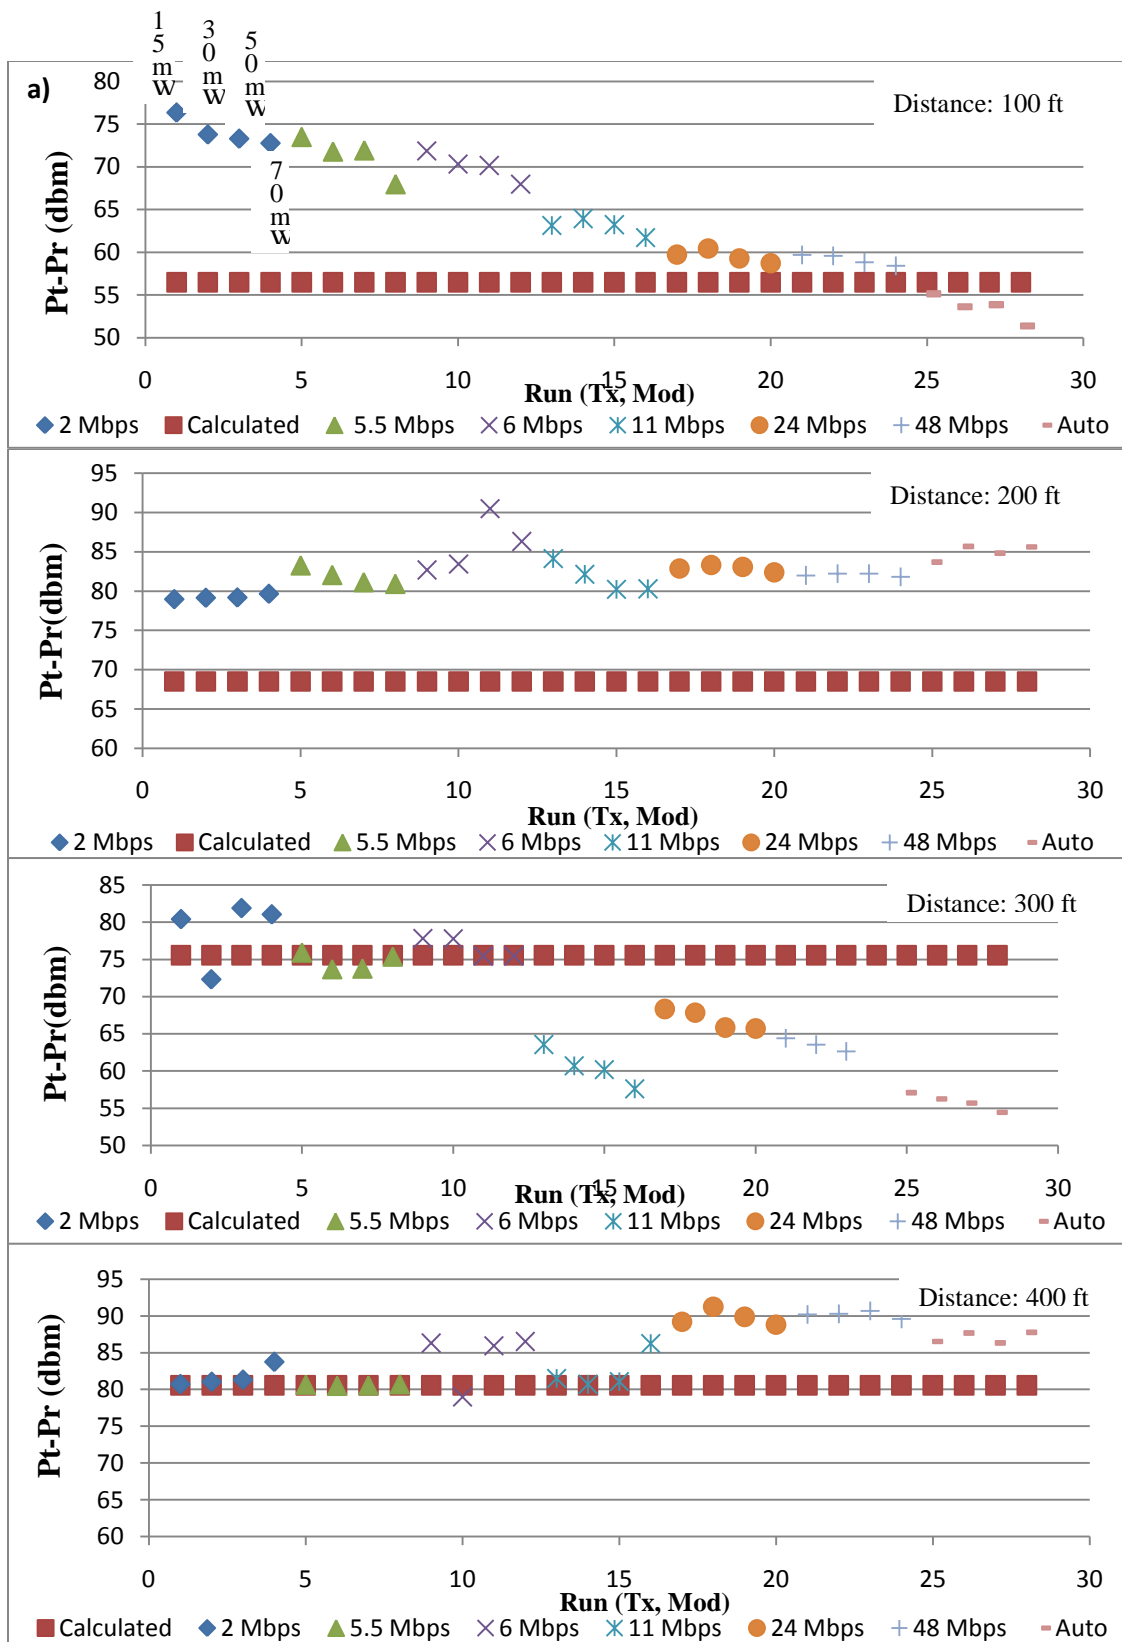 15mW
30mW
50mW
a)
80
75
70
65
60
55
50
70mW
Distance: 100 ft
Pt-Pr (dbm)
0 5 10 15 20 25 30
Run (Tx, Mod)
2 Mbps Calculated 5.5 Mbps 6 Mbps 11 Mbps 24 Mbps 48 Mbps Auto
95
90
85
80
75
70
65
60
Distance: 200 ft
Pt-Pr(dbm)
0 5 10 15 20 25 30
Run (Tx, Mod)
2 Mbps Calculated 5.5 Mbps 6 Mbps 11 Mbps 24 Mbps 48 Mbps Auto
85
80
75
70
65
60
55
50
Distance: 300 ft
Pt-Pr(dbm)
0 5 10 15 20 25 30
Run (Tx, Mod)
2 Mbps Calculated 5.5 Mbps 6 Mbps 11 Mbps 24 Mbps 48 Mbps Auto
95
90
85
80
75
70
65
60
Distance: 400 ft
Pt-Pr (dbm)
0 5 10 15 20 25 30
Run (Tx, Mod)
Calculated 2 Mbps 5.5 Mbps 6 Mbps 11 Mbps 24 Mbps 48 Mbps Auto